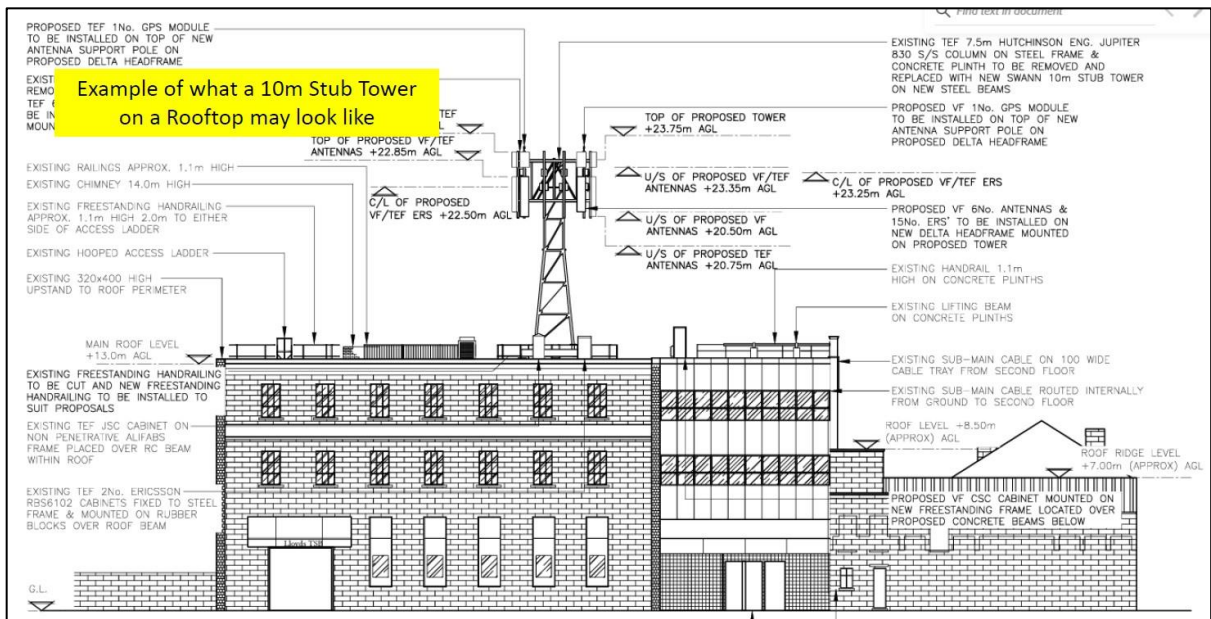 Find text in document
PROPOSED TEF 1No. GPS MODULE
TO BE INSTALLED ON TOP OF NEW
ANTENNA SUPPORT POLE ON
PROPOSED DELTA HEADFRAME
Example of what a 10m Stub Tower
on a Rooftop may look like
TOP OF PROPOSED VF/TEF
ANTENNAS +22.85m AGL
EXISTING RAILINGS APPROX. 1.1m HIGH
EXISTING CHIMNEY 14.0m HIGH
EXISTING FREESTANDING HANDRAILING
APPROX. 1.1m HIGH 2.0m TO EITHER
SIDE OF ACCESS LADDER
EXISTING HOOPED ACCESS LADDER
EXISTING 320x400 HIGH
UPSTAND TO ROOF PERIMETER
C/L OF PROPOSED
VF/TEF ERS +22.50m AGL
MAIN ROOF LEVEL
+13.0m AGL
EXISTING FREESTANDING HANDRAILING
TO BE CUT AND NEW FREESTANDING
HANDRAILING TO BE INSTALLED TO
SUIT PROPOSALS
EXISTING TEF JSC CABINET ON
NON PENETRATIVE ALIFABS
FRAME PLACED OVER RC BEAM
WITHIN ROOF
EXISTING TEF 2No. ERICSSON
RBS6102 CABINETS FIXED TO STEEL
FRAME & MOUNTED ON RUBBER
BLOCKS OVER ROOF BEAM
G.L.
Lloyds TSB
TOP OF PROPOSED TOWER
+23.75m AGL
U/S OF PROPOSED VF/TEF
ANTENNAS +23.35m AGL
C/L OF PROPOSED VF/TEF ERS
+23.25m AGL
U/S OF PROPOSED VF
ANTENNAS +20.50m AGL
U/S OF PROPOSED TEF
ANTENNAS +20.75m AGL
EXISTING TEF 7.5m HUTCHINSON ENG. JUPITER
830 S/S COLUMN ON STEEL FRAME &
CONCRETE PLINTH TO BE REMOVED AND
REPLACED WITH NEW SWANN 10m STUB TOWER
ON NEW STEEL BEAMS
PROPOSED VF 1No. GPS MODULE
TO BE INSTALLED ON TOP OF NEW
ANTENNA SUPPORT POLE ON
PROPOSED DELTA HEADFRAME
PROPOSED VF 6No. ANTENNAS &
15No. ERS' TO BE INSTALLED ON
NEW DELTA HEADFRAME MOUNTED
ON PROPOSED TOWER
EXISTING HANDRAIL 1.1m
HIGH ON CONCRETE PLINTHS
EXISTING LIFTING BEAM
ON CONCRETE PLINTHS
EXISTING SUB-MAIN CABLE ON 100 WIDE
CABLE TRAY FROM SECOND FLOOR
EXISTING SUB-MAIN CABLE ROUTED INTERNALLY
FROM GROUND TO SECOND FLOOR
ROOF LEVEL +8.50m
(APPROX) AGL
ROOF RIDGE LEVEL
+7.00m (APPROX) AGL
PROPOSED VF CSC CABINET MOUNTED ON
NEW FREESTANDING FRAME LOCATED OVER
PROPOSED CONCRETE BEAMS BELOW